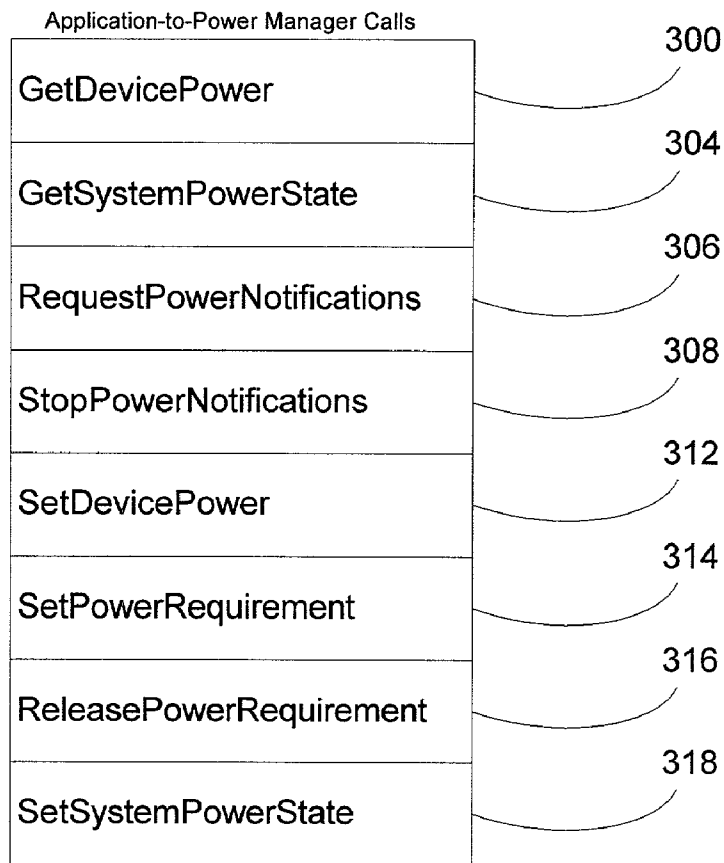 Application-to-Power Manager Calls
GetDevicePower
300
GetSystemPowerState
304
RequestPowerNotifications
306
StopPowerNotifications
308
SetDevicePower
312
SetPowerRequirement
314
ReleasePowerRequirement
316
SetSystemPowerState
318